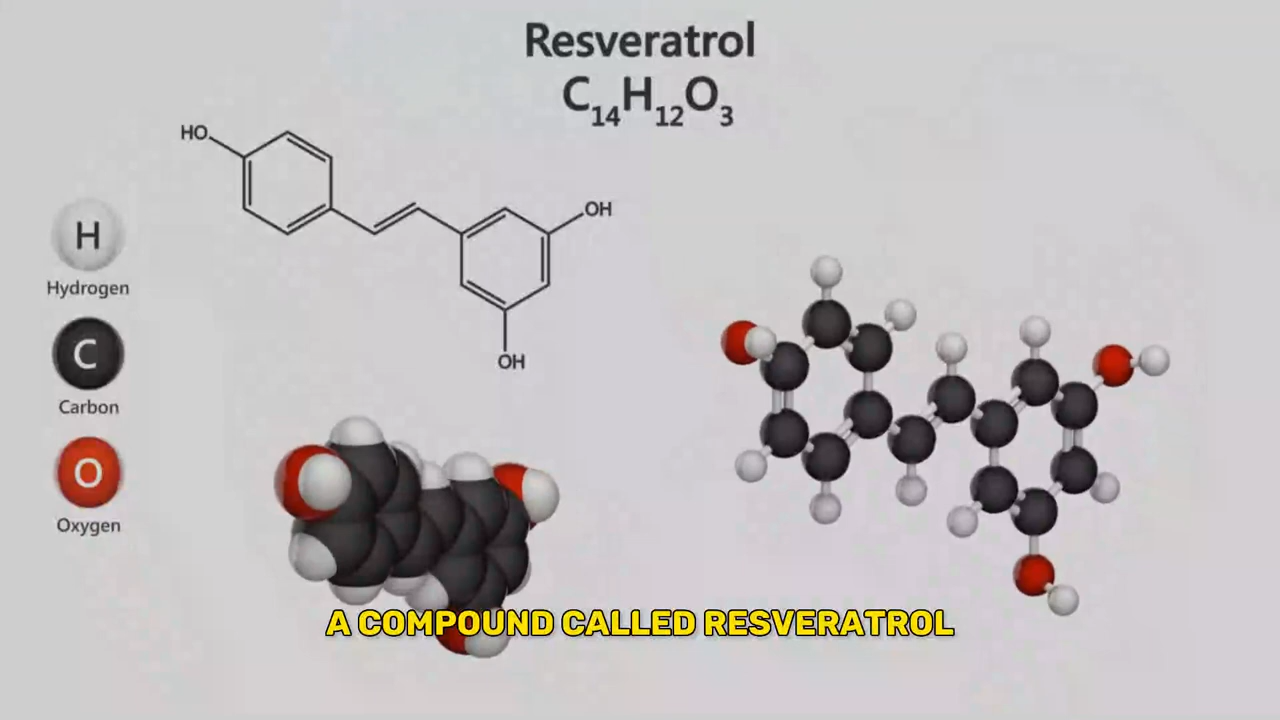 Resveratrol
C₁₄H₁₂O₃
HO
OH
OH
H
Hydrogen
C
Carbon
O
Oxygen
A COMPOUND CALLED RESVERATROL